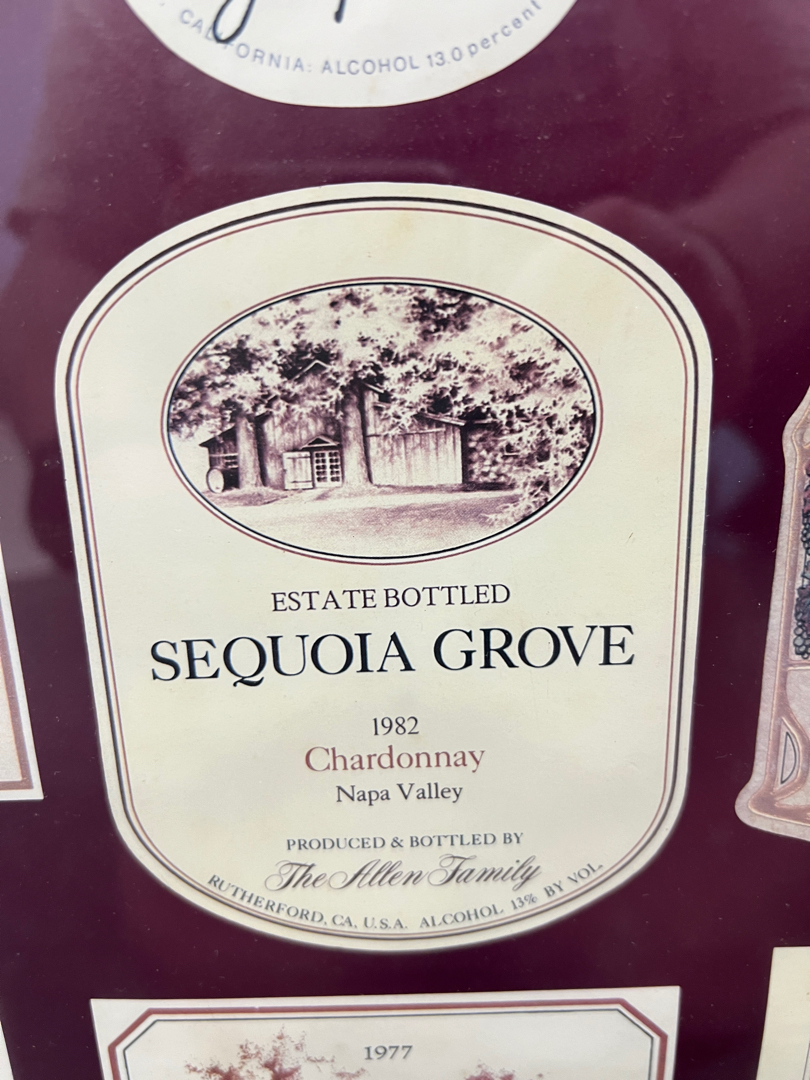 CALIFORNIA: ALCOHOL 13.0 percent
ESTATE BOTTLED
SEQUOIA GROVE
1982
Chardonnay
Napa Valley
PRODUCED & BOTTLED BY
The Allen Family
RUTHERFORD, CA, U.S.A. ALCOHOL 13% BY VOL.
1977